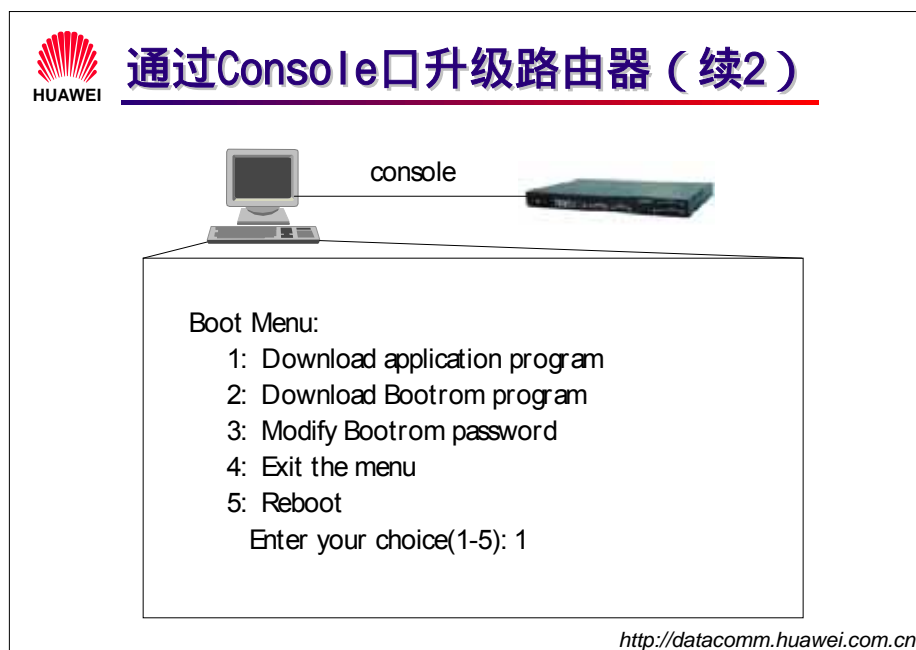 HUAWEI
通过Console口升级路由器（续2）
console
Boot Menu:
1: Download application program
2: Download Bootrom program
3: Modify Bootrom password
4: Exit the menu
5: Reboot
Enter your choice(1-5): 1
http://datacomm.huawei.com.cn